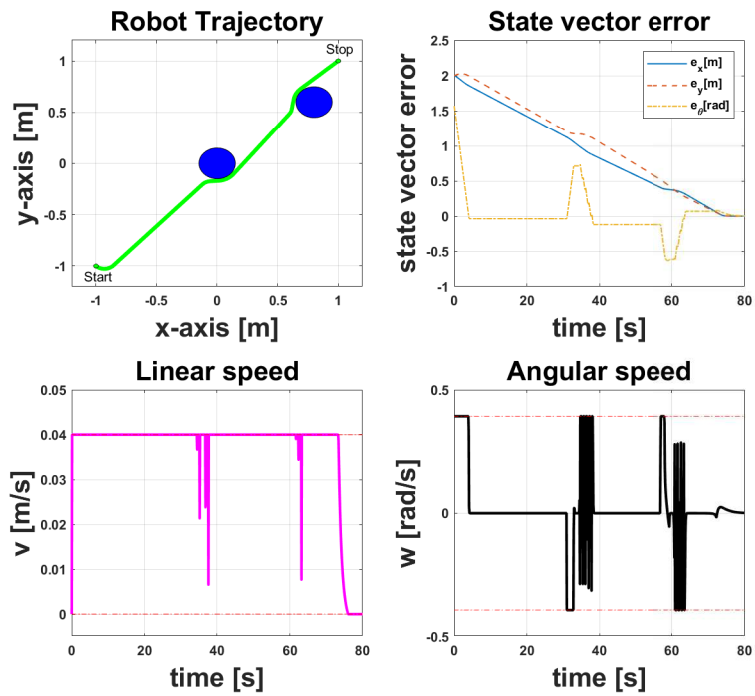 Robot Trajectory
Stop
1
0.5
0
-0.5
-1
Start
-1
-0.5
0
0.5
1
y-axis [m]
x-axis [m]
State vector error
e_x[m]
e_y[m]
e_θ[rad]
2.5
2
1.5
1
0.5
0
-0.5
-1
0
20
40
60
80
state vector error
time [s]
Linear speed
0.05
0.04
0.03
0.02
0.01
0
0
20
40
60
80
v [m/s]
time [s]
Angular speed
0.5
0
-0.5
0
20
40
60
80
w [rad/s]
time [s]